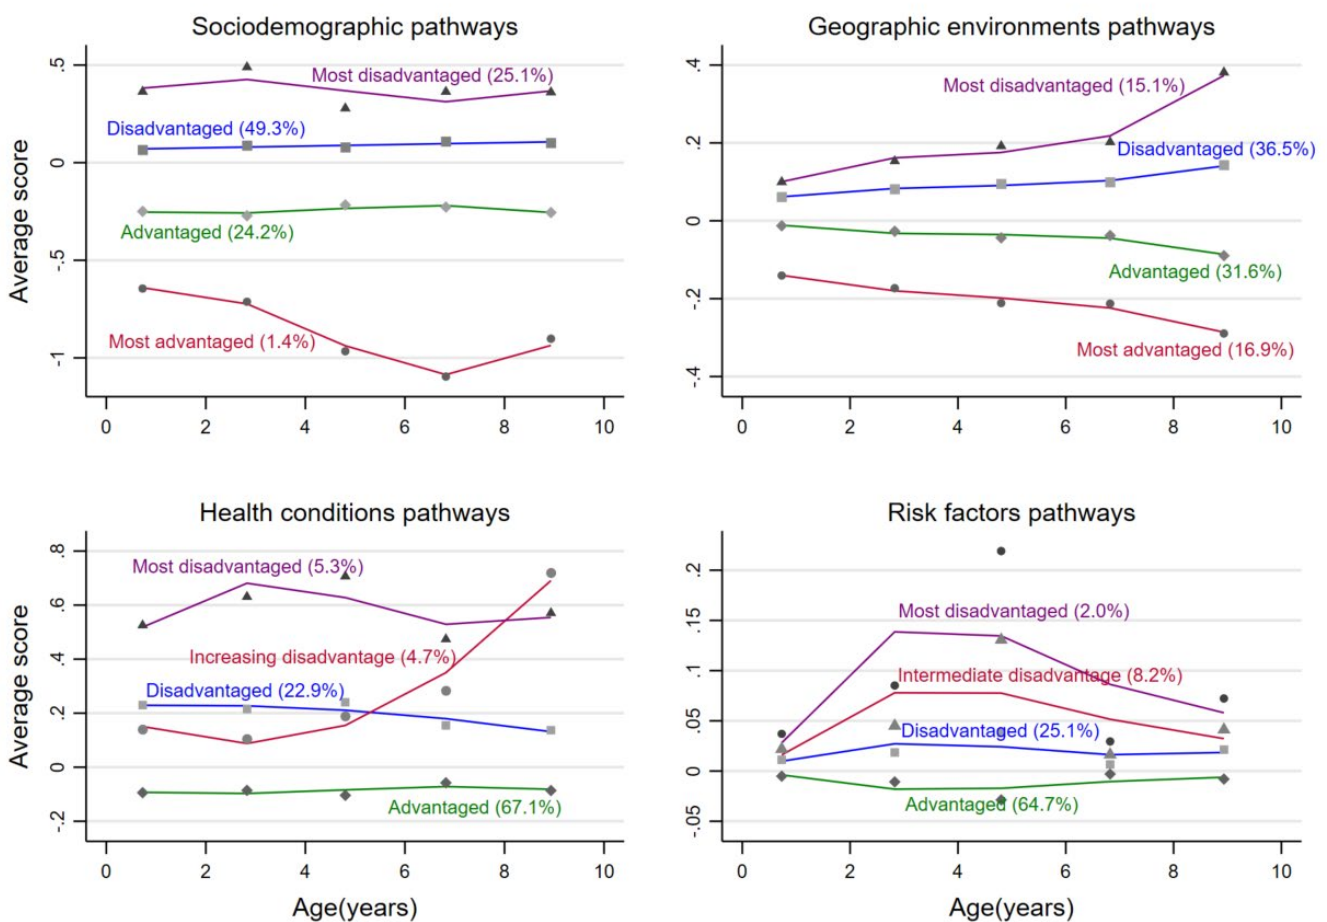 Sociodemographic pathways
Average score
.5
0
-.5
-1
Most disadvantaged (25.1%)
Disadvantaged (49.3%)
Advantaged (24.2%)
Most advantaged (1.4%)
0 2 4 6 8 10
Geographic environments pathways
.4
.2
0
-.2
-.4
Most disadvantaged (15.1%)
Disadvantaged (36.5%)
Advantaged (31.6%)
Most advantaged (16.9%)
0 2 4 6 8 10
Health conditions pathways
Average score
.8
.6
.4
.2
0
-.2
Most disadvantaged (5.3%)
Increasing disadvantage (4.7%)
Disadvantaged (22.9%)
Advantaged (67.1%)
0 2 4 6 8 10
Age(years)
Risk factors pathways
.2
.15
.1
.05
0
-.05
Most disadvantaged (2.0%)
Intermediate disadvantage (8.2%)
Disadvantaged (25.1%)
Advantaged (64.7%)
0 2 4 6 8 10
Age(years)